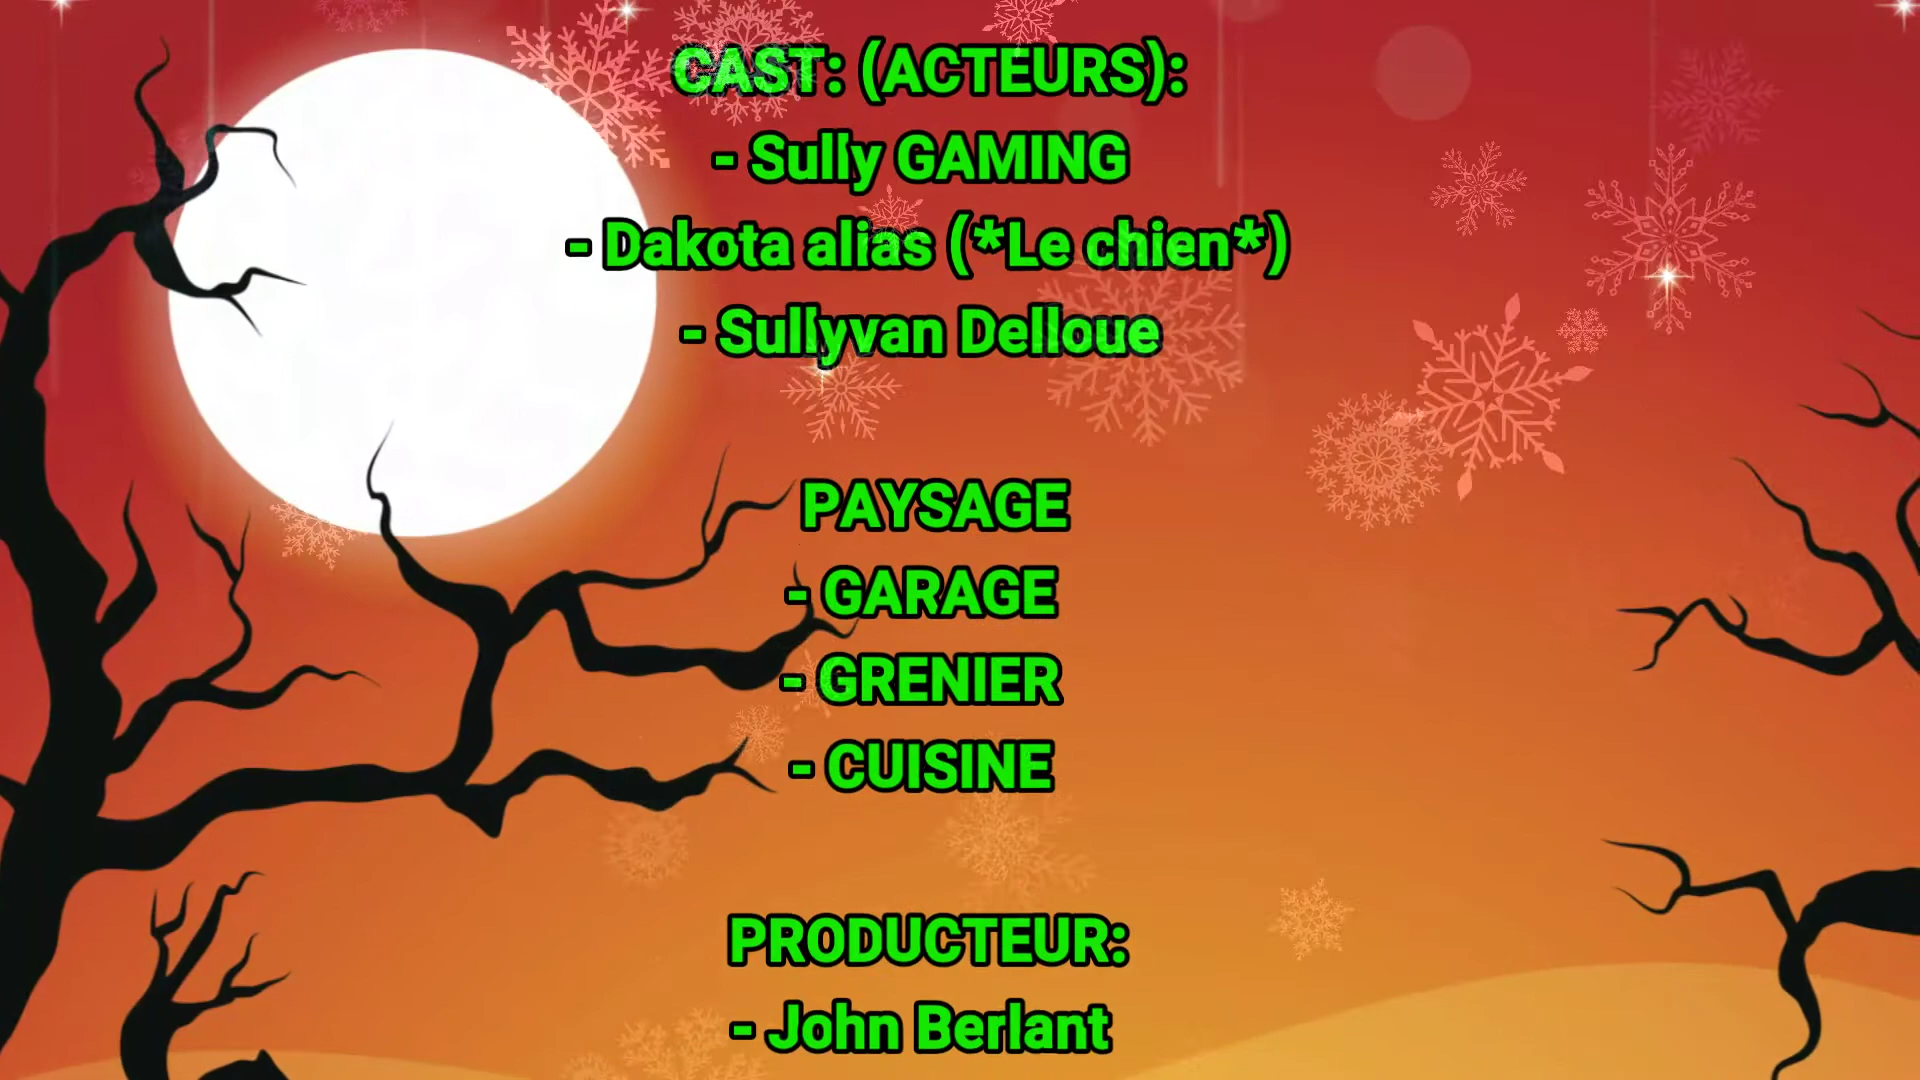 CAST: (ACTEURS):
- Sully GAMING
- Dakota alias (*Le chien*)
- Sullyvan Delloue
PAYSAGE
- GARAGE
- GRENIER
- CUISINE
PRODUCTEUR:
- John Berlant